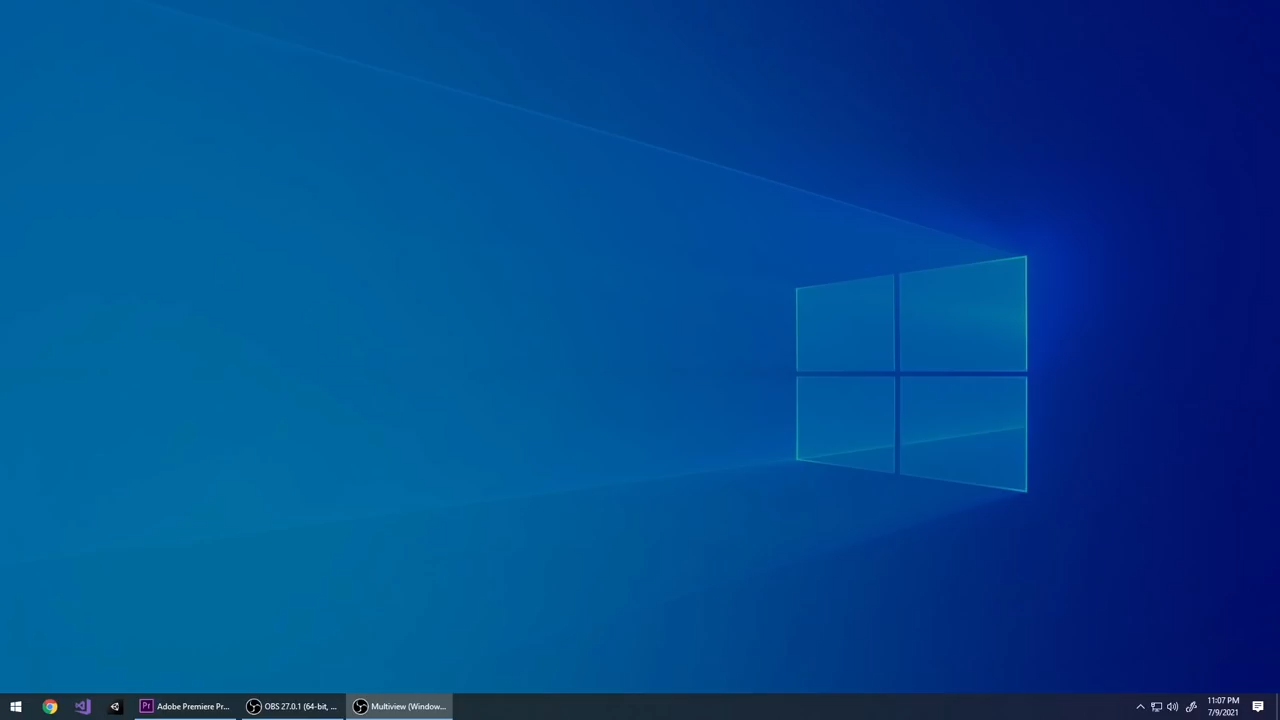 Pr Adobe Premiere Pr...
OBS 27.0.1 (64-bit, ...
Multiview (Window...
11:07 PM
7/9/2021